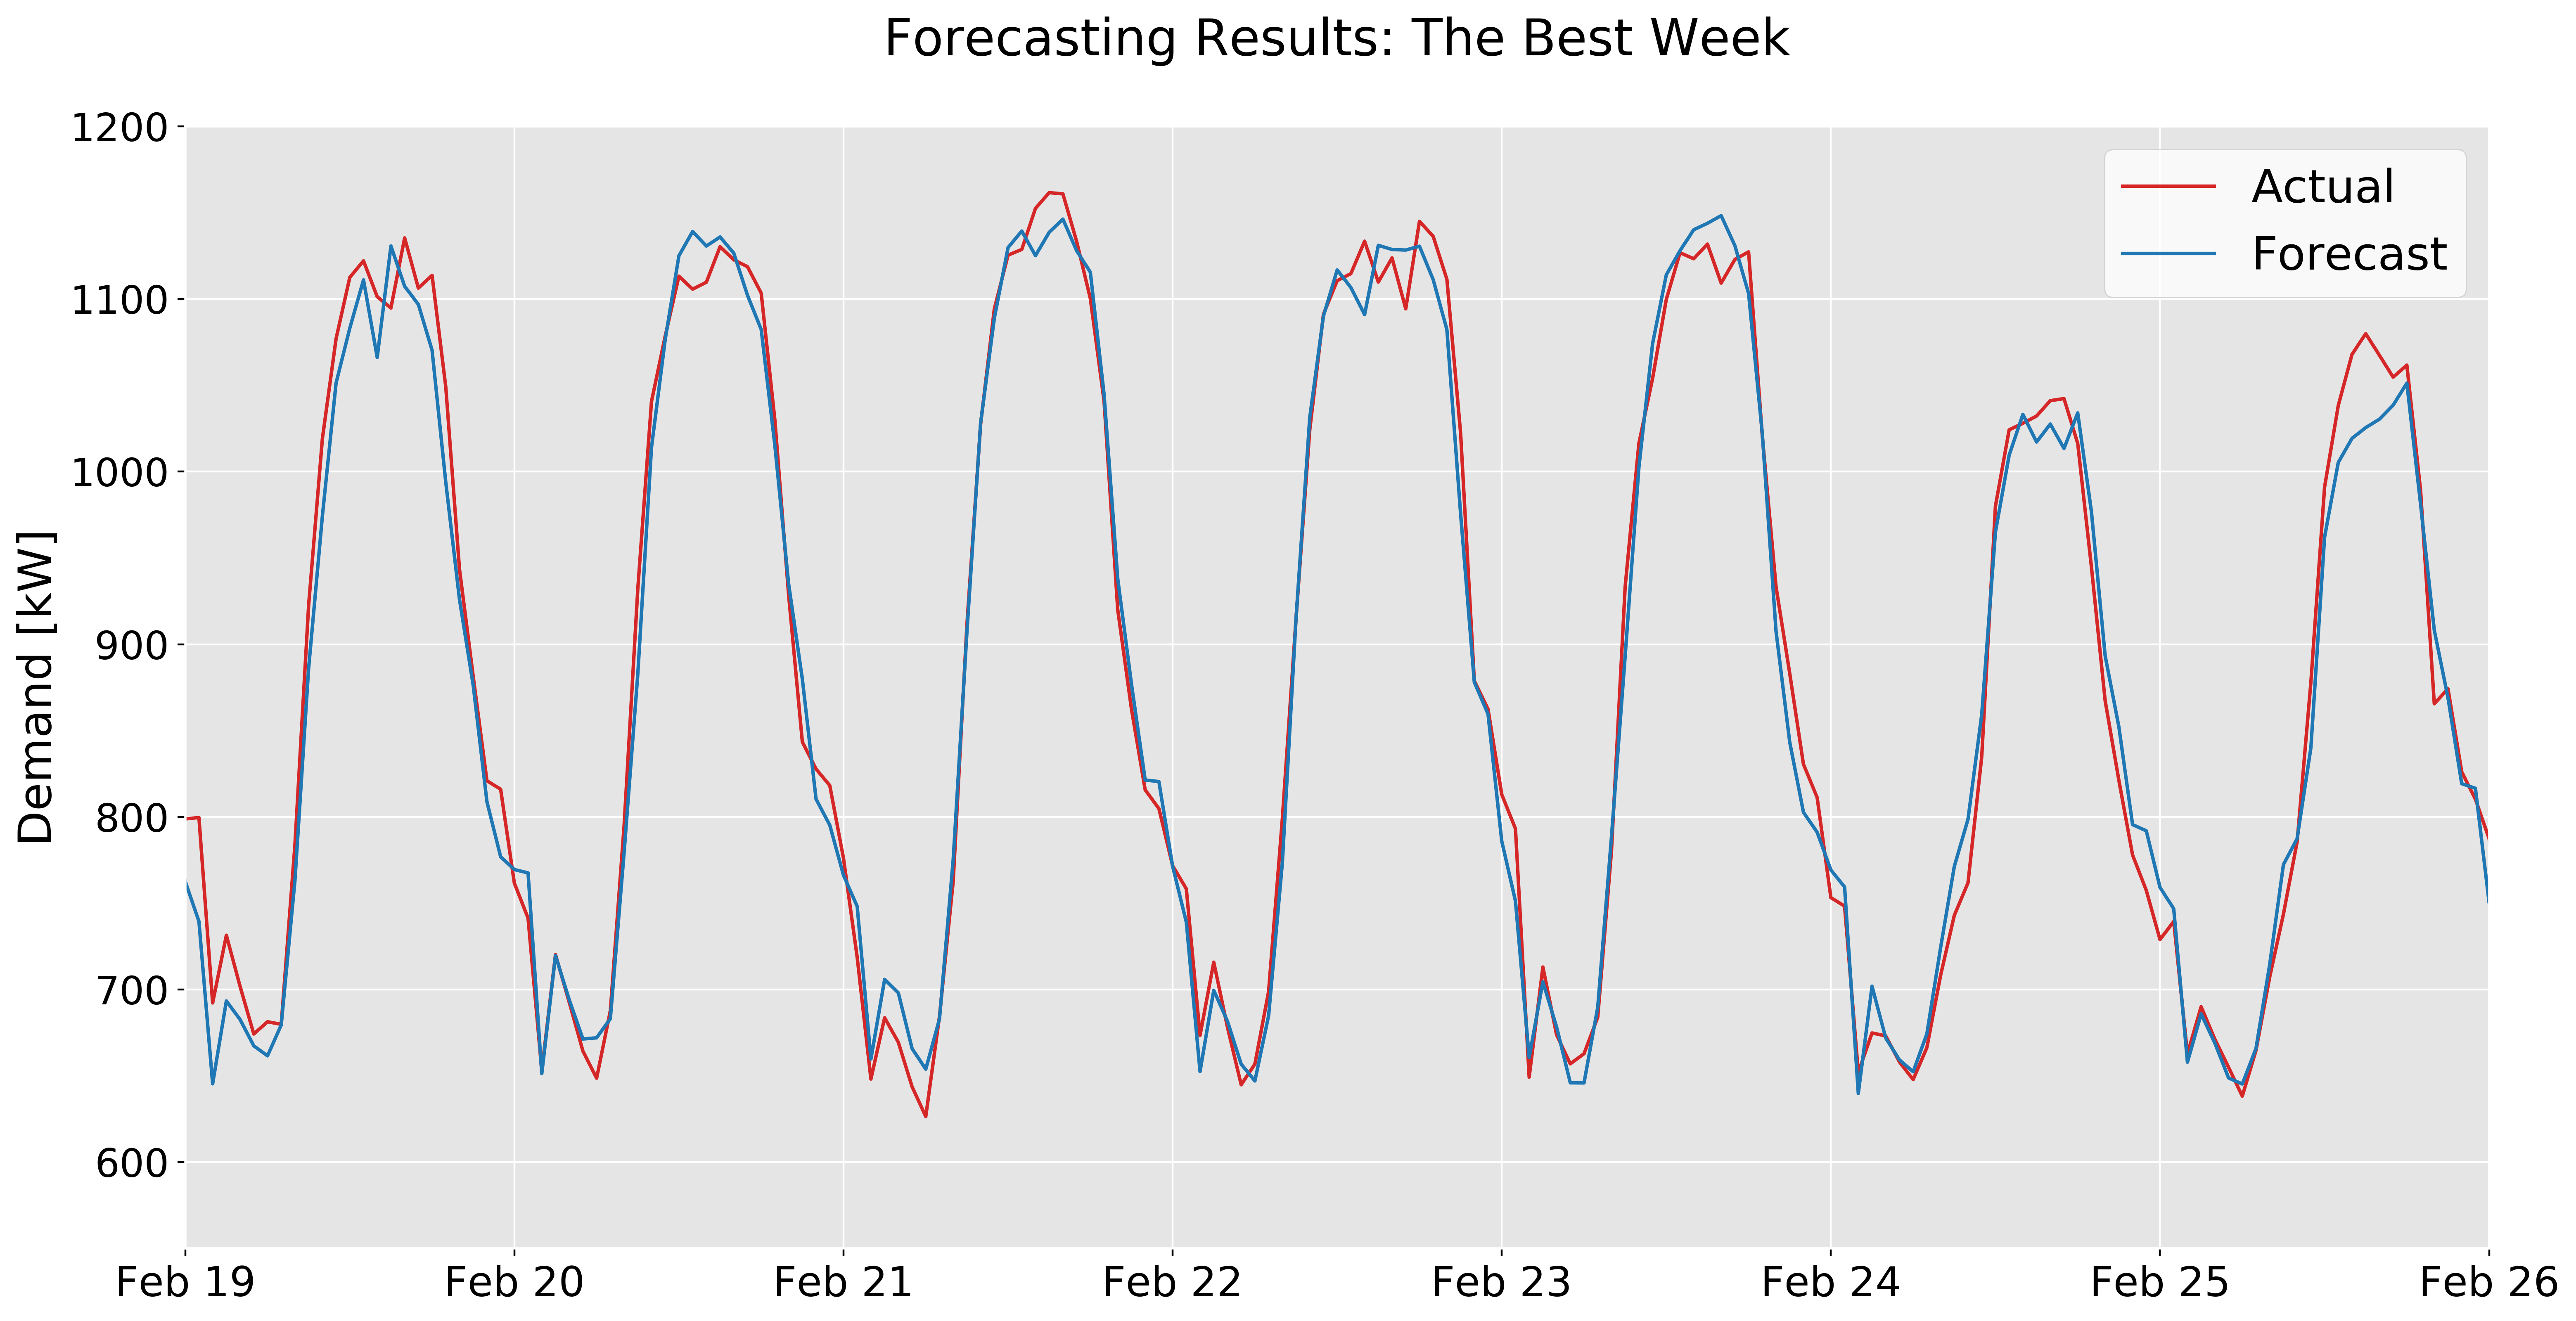 Forecasting Results: The Best Week
1200
1100
1000
900
800
700
600
Demand [kW]
Actual
Forecast
Feb 19 Feb 20 Feb 21 Feb 22 Feb 23 Feb 24 Feb 25 Feb 26